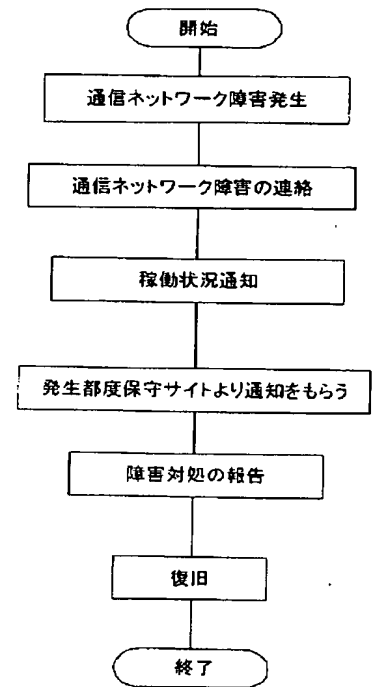 開始
通信ネットワーク障害発生
通信ネットワーク障害の連絡
稼働状況通知
発生都度保守サイトより通知をもらう
障害対処の報告
復旧
終了